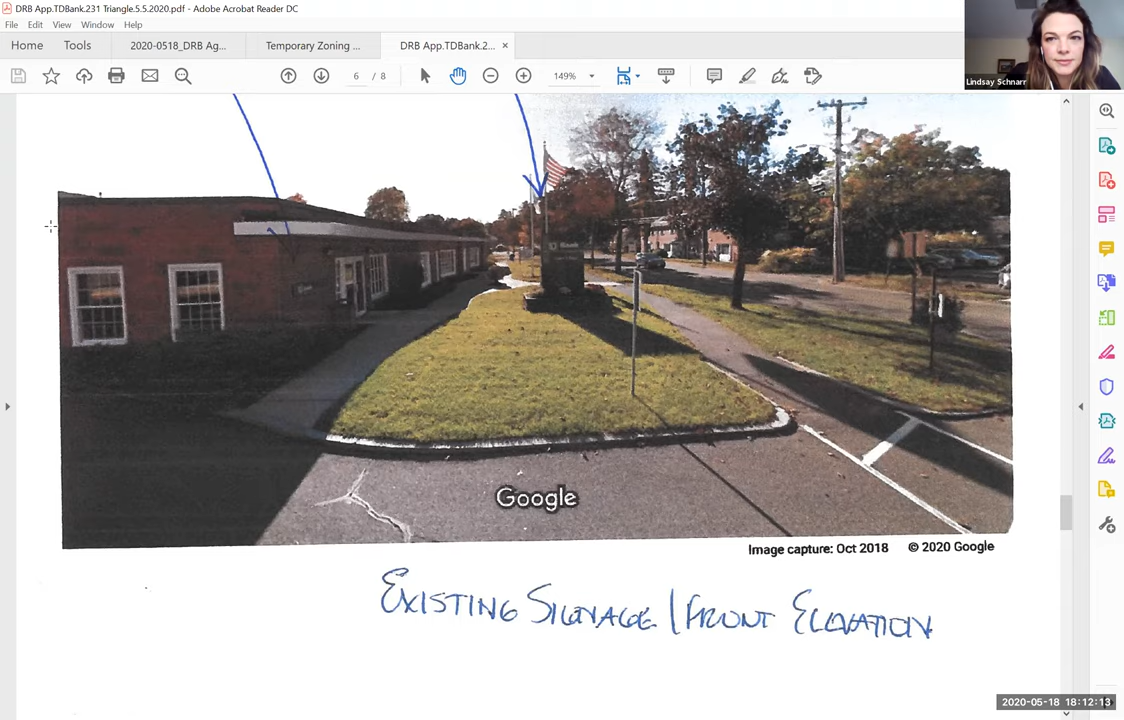 DRB App.TDBank.231 Triangle.5.5.2020.pdf - Adobe Acrobat Reader DC
File Edit View Window Help
Home Tools 2020-0518_DRB Ag... Temporary Zoning ... DRB App.TDBank.2... ×
6 / 8 149%
Lindsay Schnarr
Bank
Google
Image capture: Oct 2018 © 2020 Google
EXISTING SIGNAGE / FRONT ELEVATION
2020-05-18 18:12:13